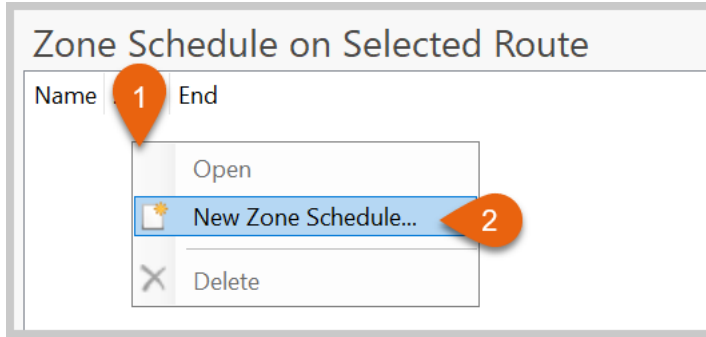 Zone Schedule on Selected Route
Name 1 End
Open
New Zone Schedule... 2
Delete